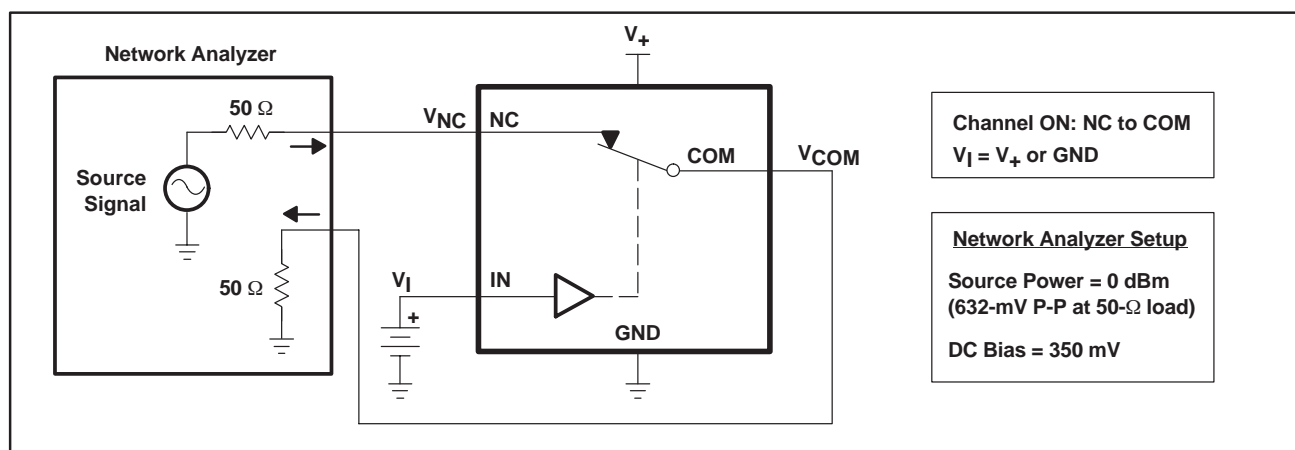 Network Analyzer
50 Ω
Source
Signal
50 Ω
V+
VNC
NC
COM
VCOM
VI
IN
+
GND
Channel ON: NC to COM
VI = V+ or GND
Network Analyzer Setup
Source Power = 0 dBm
(632-mV P-P at 50-Ω load)
DC Bias = 350 mV